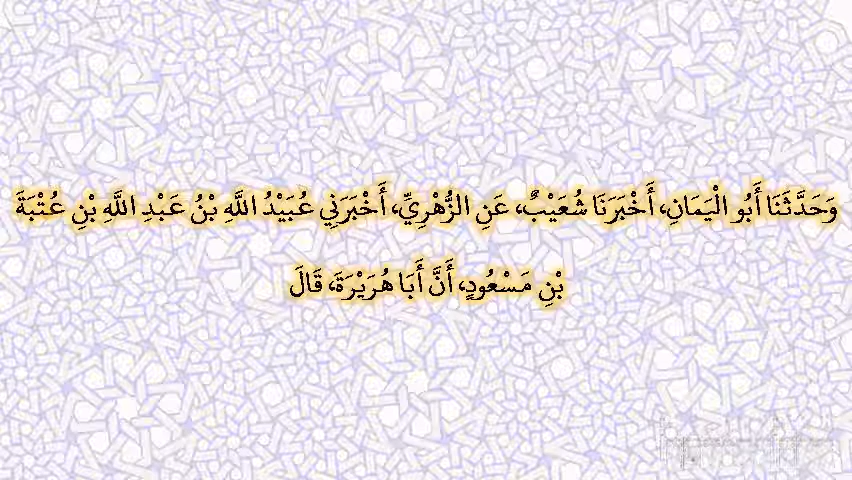 وَحَدَّثَنَا أَبُو الْيَمَانِ، أَخْبَرَنَا شُعَيْبٌ، عَنِ الزُّهْرِيِّ، أَخْبَرَنِي عُبَيْدُ اللَّهِ بْنُ عَبْدِ اللَّهِ بْنِ عُتْبَةَ
بْنِ مَسْعُودٍ، أَنَّ أَبَا هُرَيْرَةَ، قَالَ